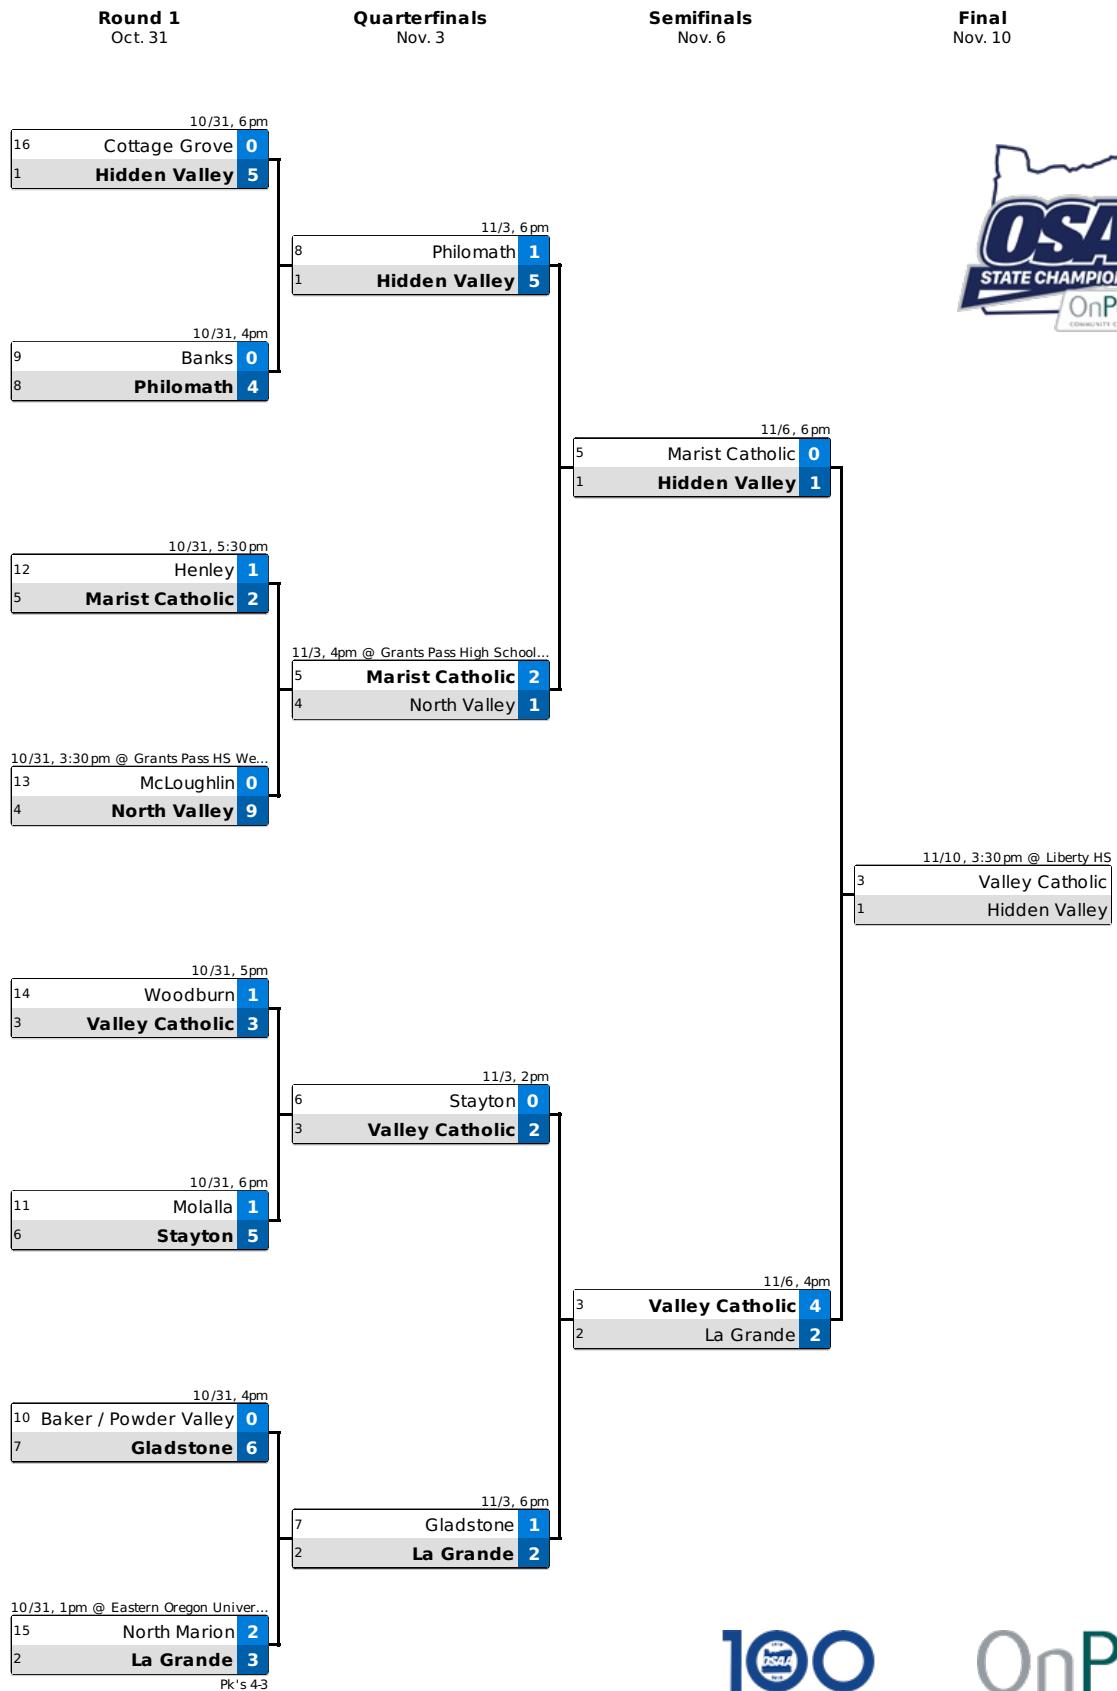 Round 1
Oct. 31
Quarterfinals
Nov. 3
Semifinals
Nov. 6
Final
Nov. 10
10/31, 6pm
16 Cottage Grove 0
1 Hidden Valley 5
10/31, 4pm
9 Banks 0
8 Philomath 4
10/31, 5:30pm
12 Henley 1
5 Marist Catholic 2
10/31, 3:30pm @ Grants Pass HS We...
13 McLoughlin 0
4 North Valley 9
10/31, 5pm
14 Woodburn 1
3 Valley Catholic 3
10/31, 6pm
11 Molalla 1
6 Stayton 5
10/31, 4pm
10 Baker / Powder Valley 0
7 Gladstone 6
10/31, 1pm @ Eastern Oregon Univer...
15 North Marion 2
2 La Grande 3
Pk's 4-3
11/3, 6pm
8 Philomath 1
1 Hidden Valley 5
11/3, 4pm @ Grants Pass High School...
5 Marist Catholic 2
4 North Valley 1
11/3, 2pm
6 Stayton 0
3 Valley Catholic 2
11/3, 6pm
7 Gladstone 1
2 La Grande 2
11/6, 6pm
5 Marist Catholic 0
1 Hidden Valley 1
11/6, 4pm
3 Valley Catholic 4
2 La Grande 2
11/10, 3:30pm @ Liberty HS
3 Valley Catholic
1 Hidden Valley
OSA
STATE CHAMPIO
OnP
COMMUNITY C
100
OSAA
OnP